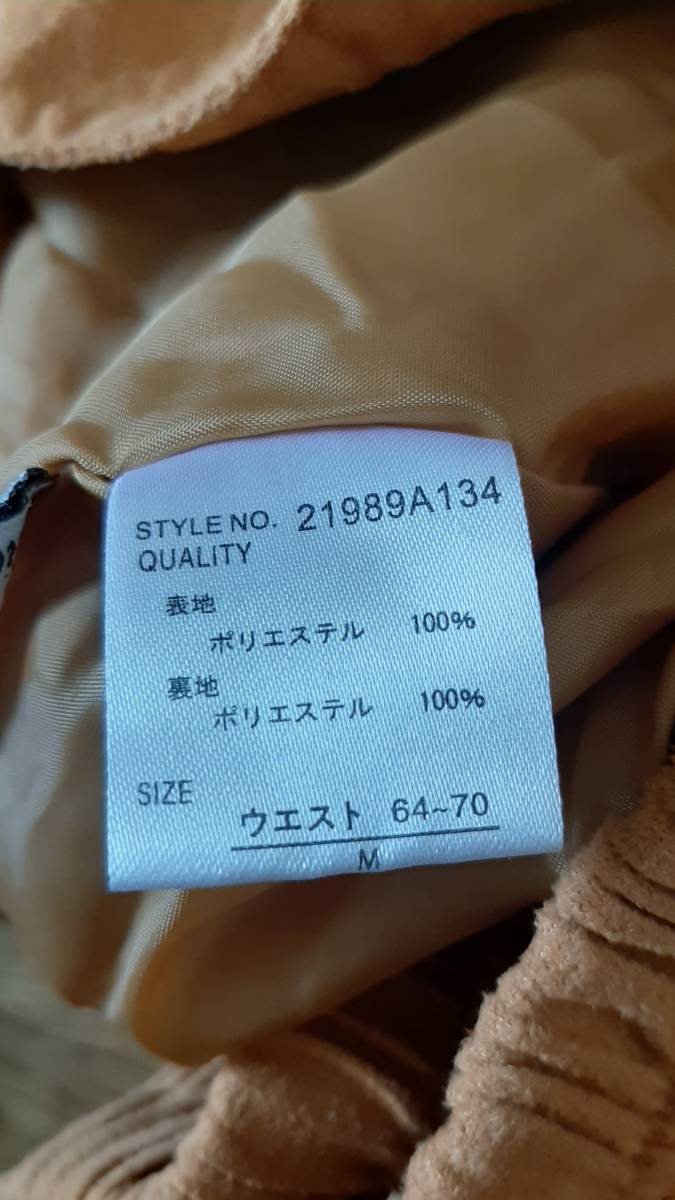 STYLE NO. 21989A134
QUALITY
表地
ポリエステル 100%
裏地
ポリエステル 100%
SIZE
ウエスト 64~70
M